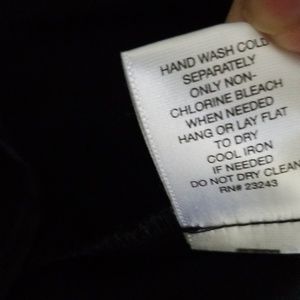 HAND WASH COLD
SEPARATELY
ONLY NON-
CHLORINE BLEACH
WHEN NEEDED
HANG OR LAY FLAT
TO DRY
COOL IRON
IF NEEDED
DO NOT DRY CLEAN
RN# 23243